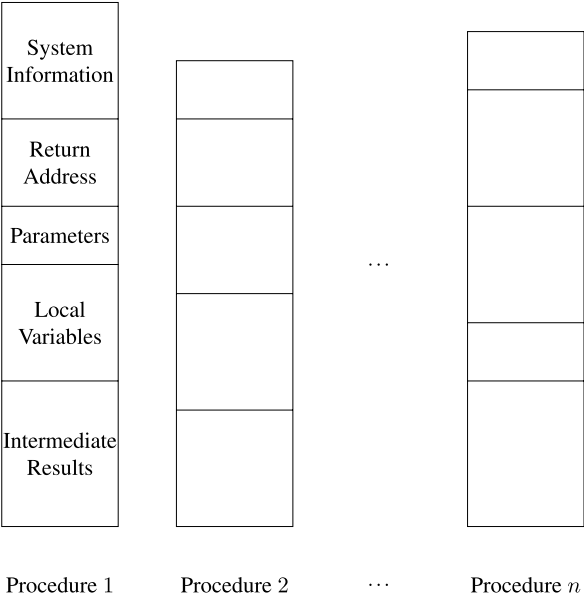 System
Information
Return
Address
Parameters
Local
Variables
Intermediate
Results
...
Procedure 1
Procedure 2
...
Procedure n